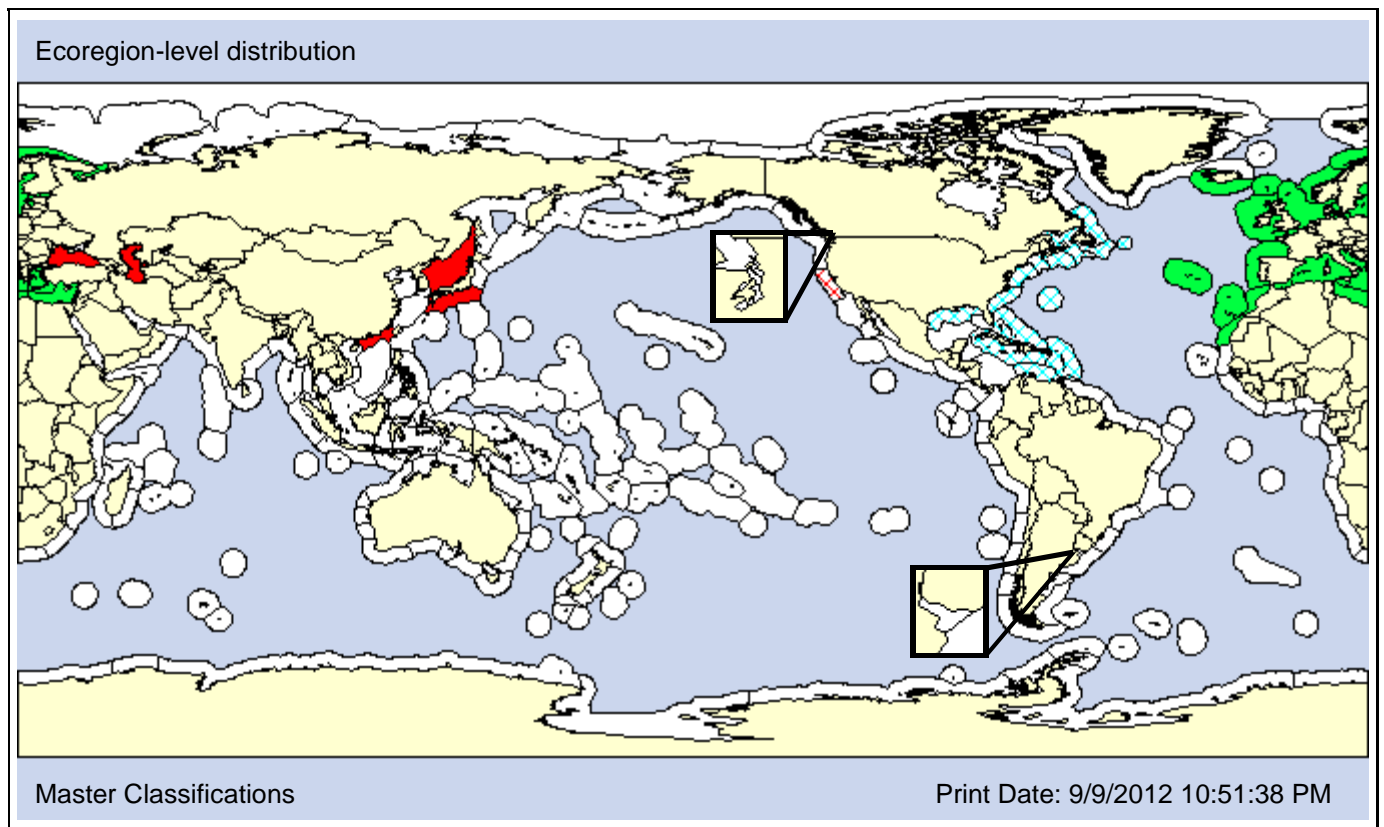 Ecoregion-level distribution
Master Classifications
Print Date: 9/9/2012 10:51:38 PM